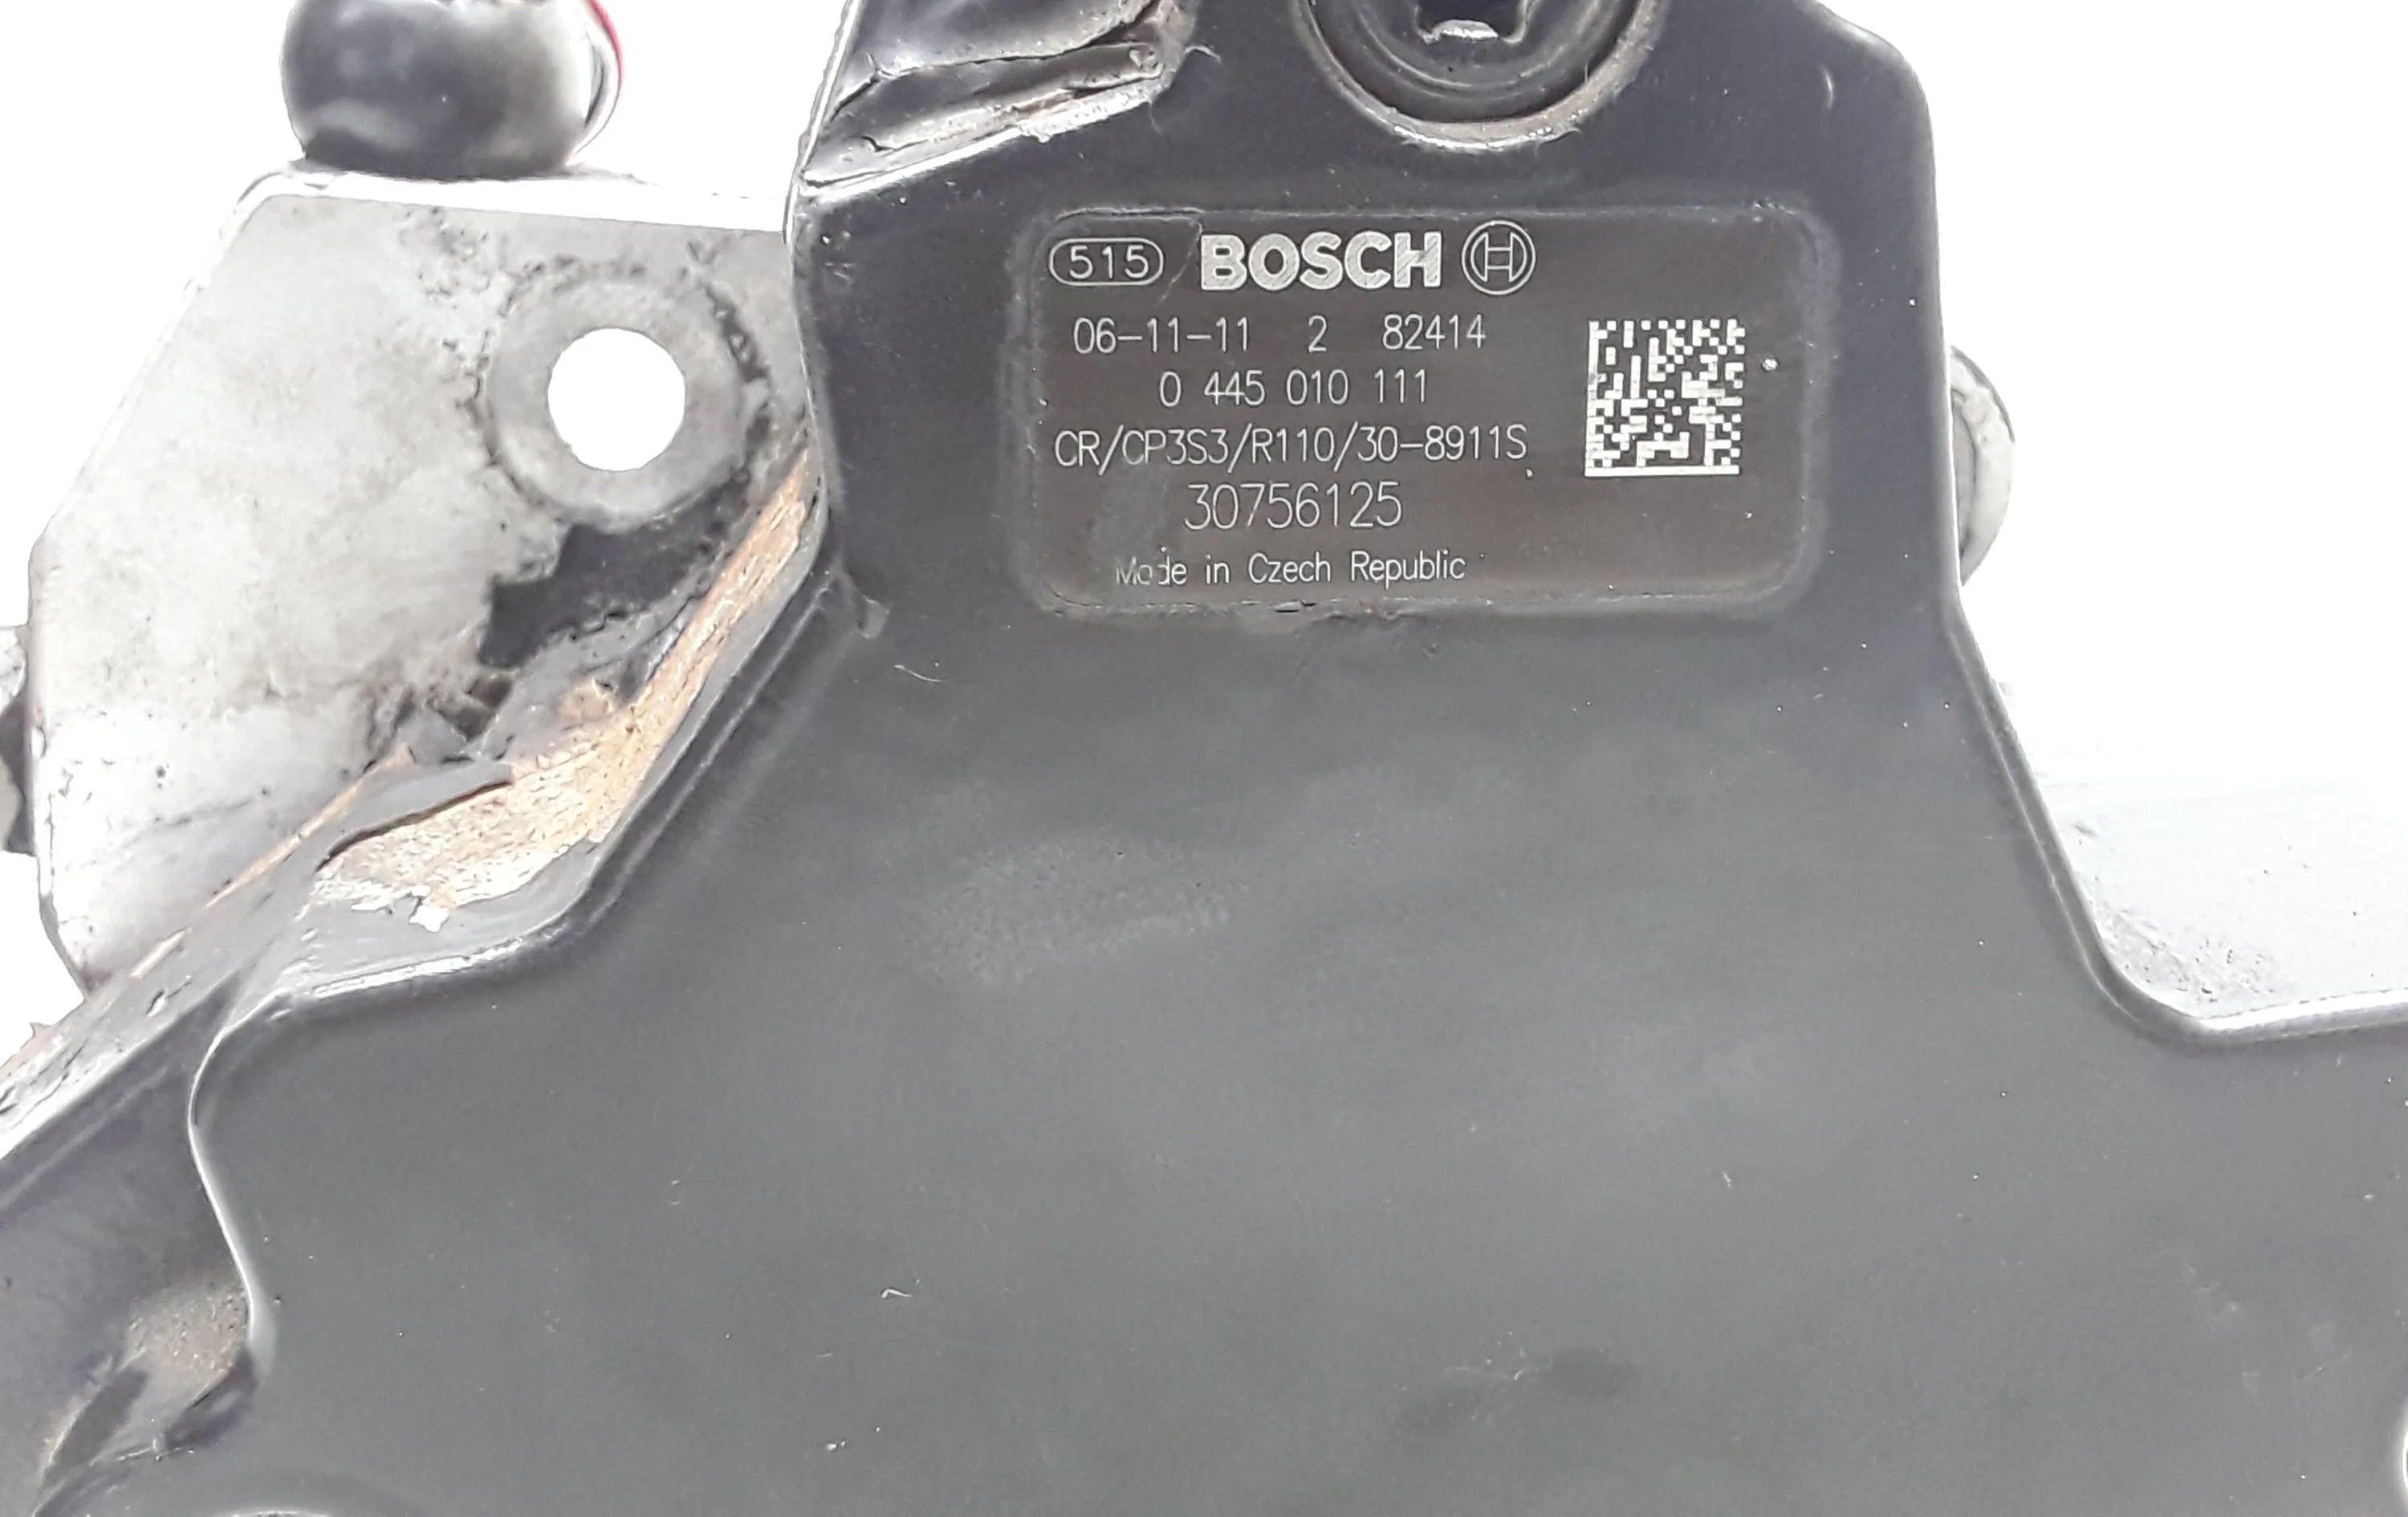 515 BOSCH
06-11-11 2 82414
0 445 010 111
CR/CP3S3/R110/30-8911S
30756125
Made in Czech Republic